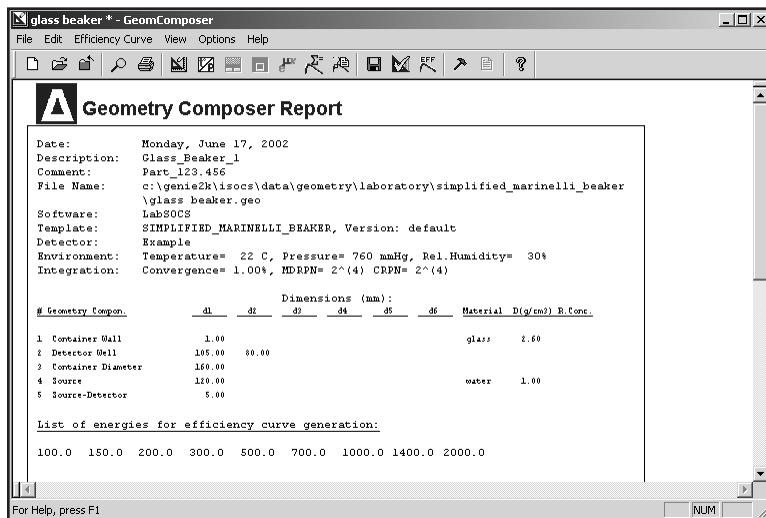 glass beaker * - GeomComposer
File Edit Efficiency Curve View Options Help
EFF
Geometry Composer Report
Date: Monday, June 17, 2002
Description: Glass_Beaker_1
Comment: Part_123.456
File Name: c:\genie2k\isocs\data\geometry\laboratory\simplified_marinelli_beaker
\glass beaker.geo
Software: LabSOCS
Template: SIMPLIFIED_MARINELLI_BEAKER, Version: default
Detector: Example
Environment: Temperature= 22 C, Pressure= 760 mmHg, Rel.Humidity= 30%
Integration: Convergence= 1.00%, MDRPN= 2^(4) CRPN= 2^(4)
Dimensions (mm):
# Geometry Compon. d1 d2 d3 d4 d5 d6 Material D(g/cm3) R.Conc.
1 Container Wall 1.00 glass 2.60
2 Detector Well 105.00 80.00
3 Container Diameter 160.00
4 Source 120.00 water 1.00
5 Source-Detector 5.00
List of energies for efficiency curve generation:
100.0 150.0 200.0 300.0 500.0 700.0 1000.0 1400.0 2000.0
For Help, press F1 NUM